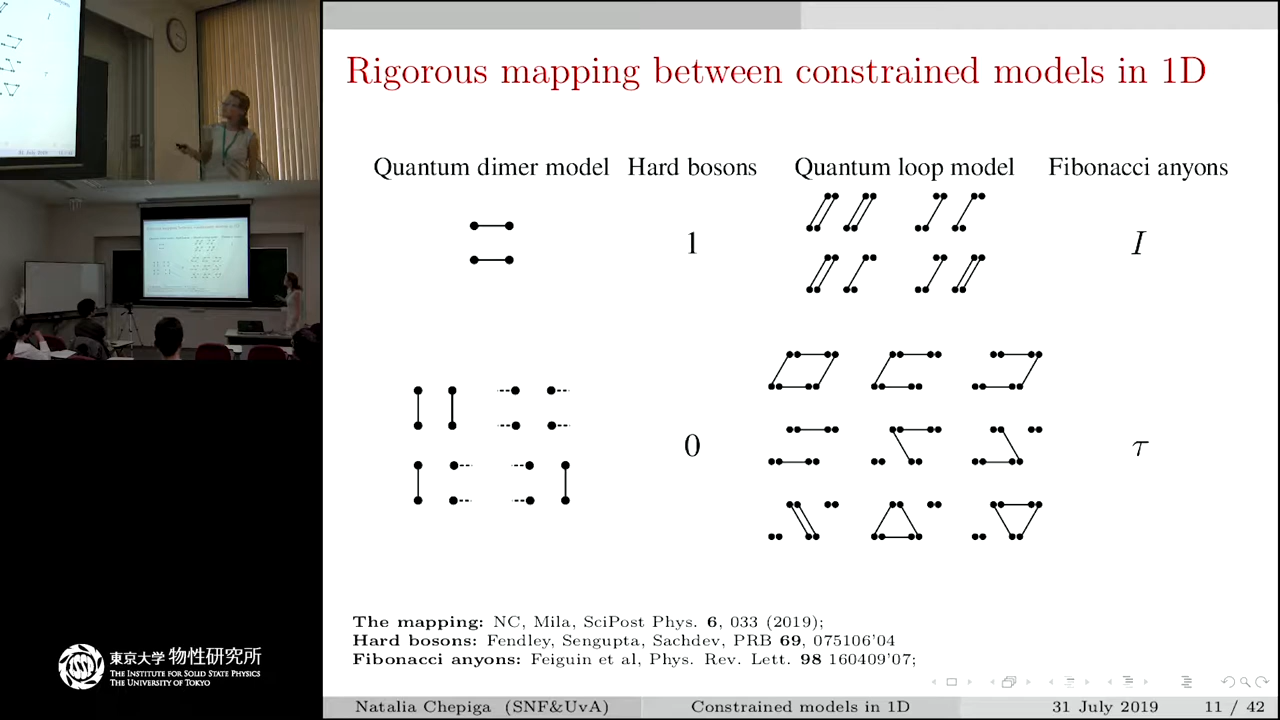 Rigorous mapping between constrained models in 1D
Quantum dimer model Hard bosons Quantum loop model Fibonacci anyons
1 I
0 τ
The mapping: NC, Mila, SciPost Phys. 6, 033 (2019);
Hard bosons: Fendley, Sengupta, Sachdev, PRB 69, 075106'04
Fibonacci anyons: Feiguin et al, Phys. Rev. Lett. 98 160409'07;
Natalia Chepiga (SNF&UvA) Constrained models in 1D 31 July 2019 11 / 42
東京大学 物性研究所
THE INSTITUTE FOR SOLID STATE PHYSICS
THE UNIVERSITY OF TOKYO